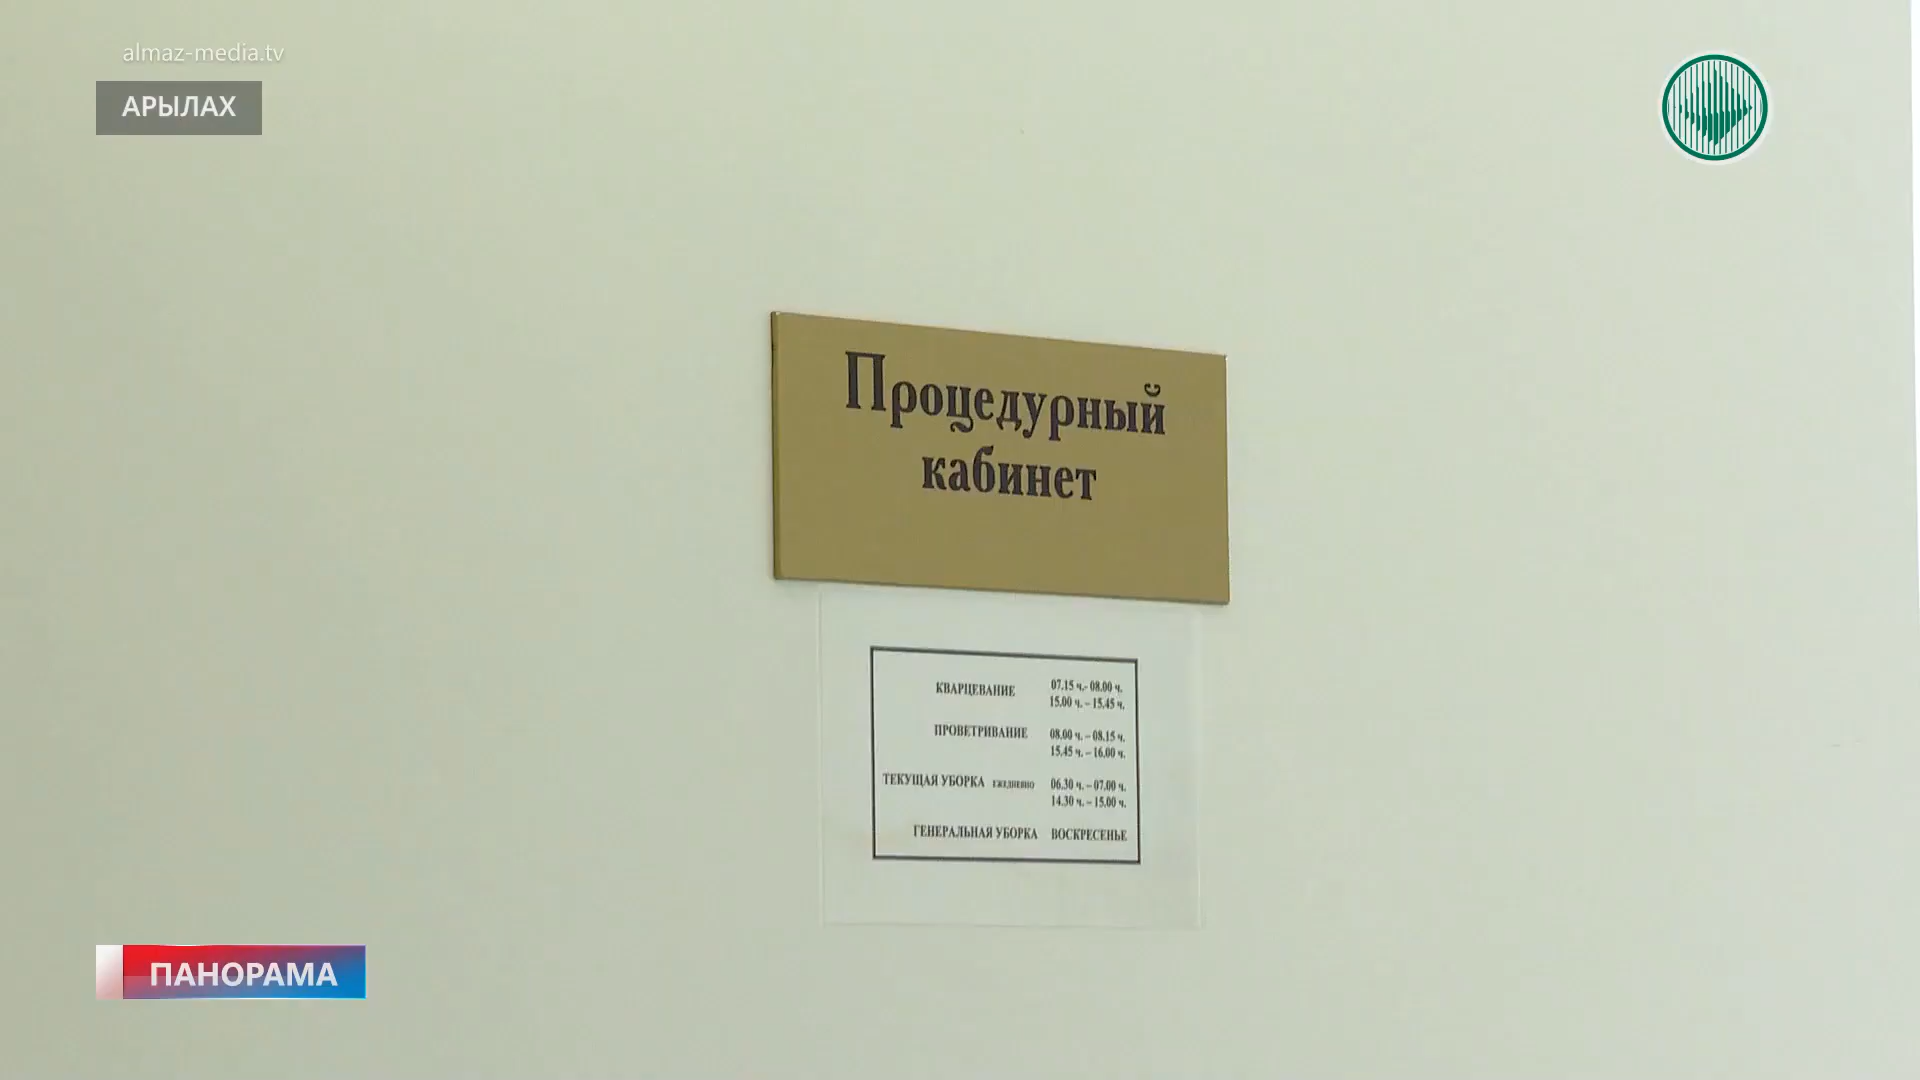 almaz-media.tv
АРЫЛАХ
Процедурный
кабинет
КВАРЦЕВАНИЕ 07.15 ч.- 08.00 ч.
15.00 ч. – 15.45 ч.
ПРОВЕТРИВАНИЕ 08.00 ч. – 08.15 ч.
15.45 ч. – 16.00 ч.
ТЕКУЩАЯ УБОРКА ежедневно 06.30 ч. – 07.00 ч.
14.30 ч. – 15.00 ч.
ГЕНЕРАЛЬНАЯ УБОРКА ВОСКРЕСЕНЬЕ
ПАНОРАМА